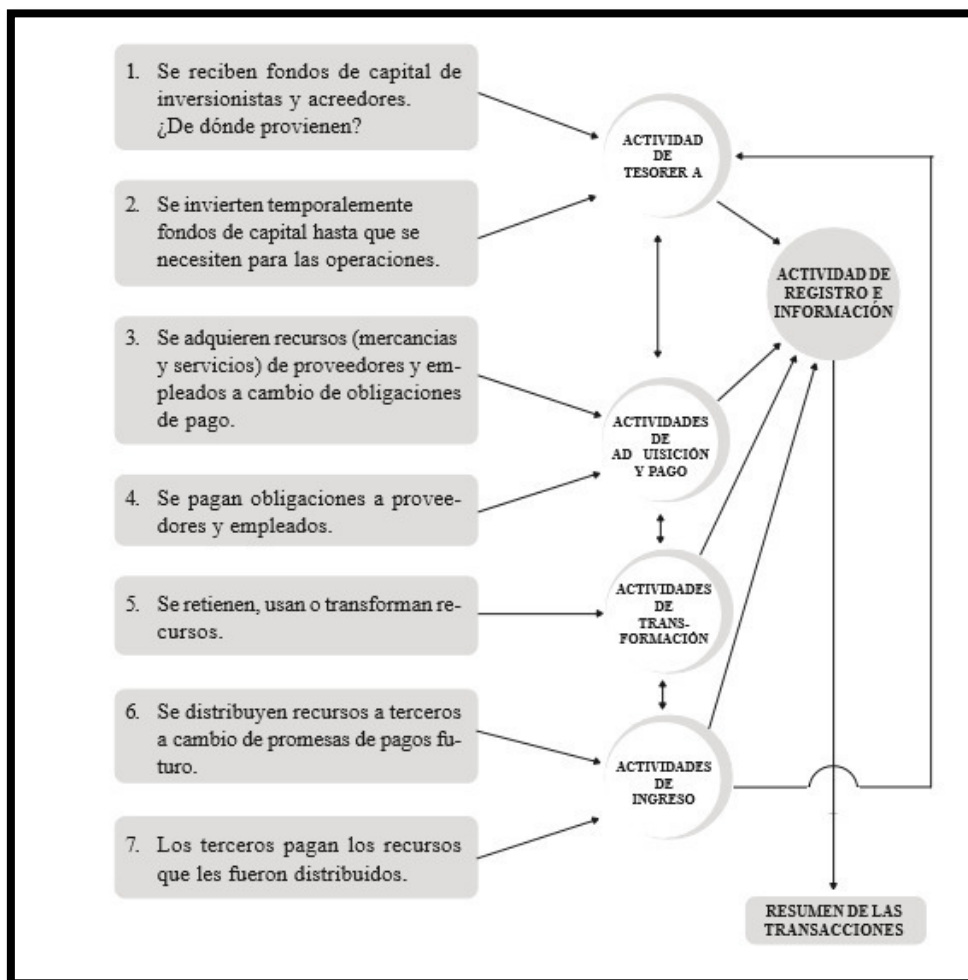 1. Se reciben fondos de capital de
inversionistas y acreedores.
¿De dónde provienen?
2. Se invierten temporalemente
fondos de capital hasta que se
necesiten para las operaciones.
3. Se adquieren recursos (mercancías
y servicios) de proveedores y em-
pleados a cambio de obligaciones
de pago.
4. Se pagan obligaciones a provee-
dores y empleados.
5. Se retienen, usan o transforman re-
cursos.
6. Se distribuyen recursos a terceros
a cambio de promesas de pagos fu-
turo.
7. Los terceros pagan los recursos
que les fueron distribuidos.
ACTIVIDAD
DE
TESORER A
ACTIVIDADES
DE
AD UISICIÓN
Y PAGO
ACTIVIDADES
DE
TRANS-
FORMACIÓN
ACTIVIDADES
DE
INGRESO
ACTIVIDAD DE
REGISTRO E
INFORMACIÓN
RESUMEN DE LAS
TRANSACCIONES